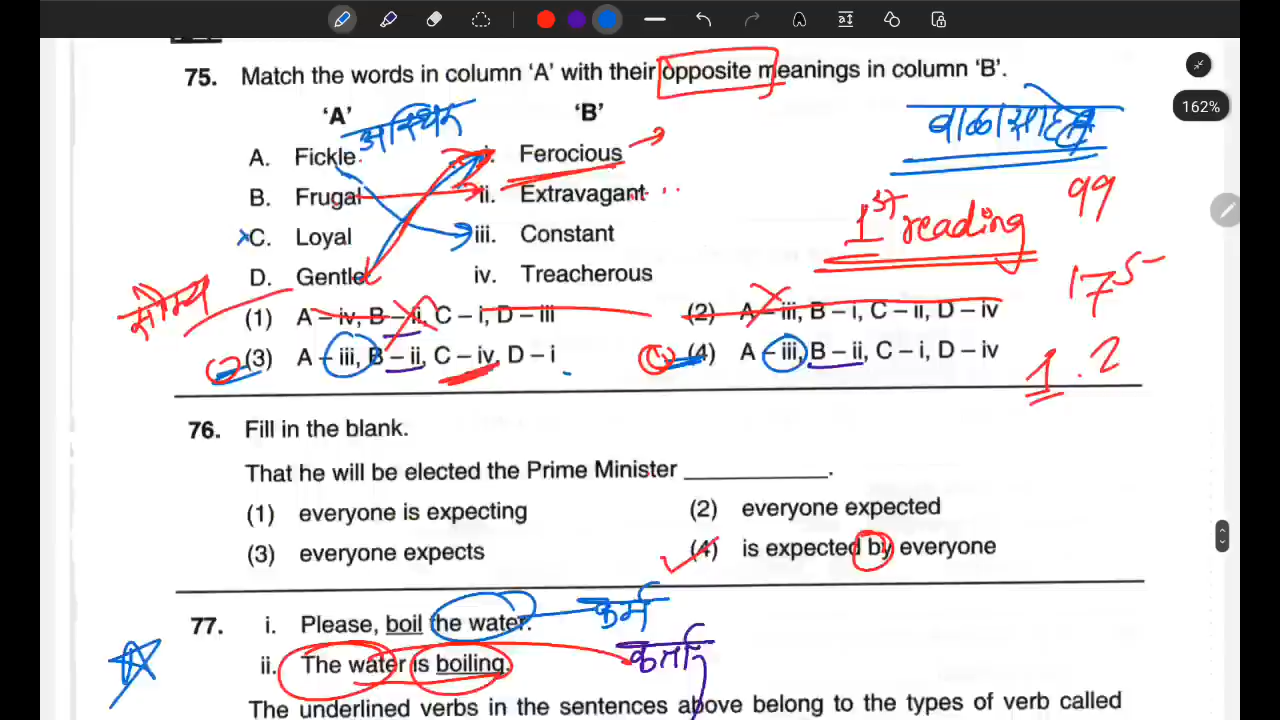 162%
75. Match the words in column ‘A’ with their opposite meanings in column ‘B’.
‘A’ ‘B’
A. Fickle i. Ferocious
B. Frugal ii. Extravagant
C. Loyal iii. Constant
D. Gentle iv. Treacherous
(1) A – iv, B – ii, C – i, D – iii (2) A – iii, B – i, C – ii, D – iv
(3) A – iii, B – ii, C – iv, D – i (4) A – iii, B – ii, C – i, D – iv
सौम्य
1st reading
99
175
1.2
76. Fill in the blank.
That he will be elected the Prime Minister ____________.
(1) everyone is expecting (2) everyone expected
(3) everyone expects (4) is expected by everyone
77. i. Please, boil the water.
कर्म
ii. The water is boiling.
कर्ता
The underlined verbs in the sentences above belong to the types of verb called